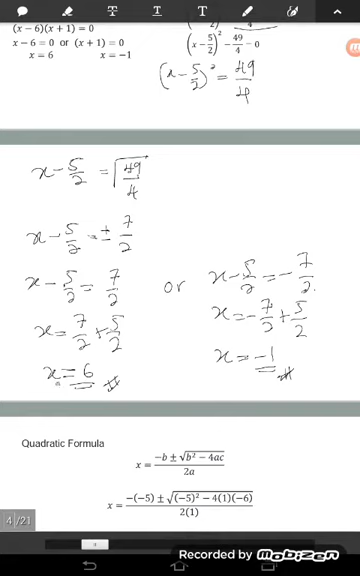 (x−6)(x+1)=0
x−6=0 or (x+1)=0
x=6 x=−1
(x−5/2)²−49/4=0
(x−5/2)²=49/4
x−5/2=√49/4
x−5/2=±7/2
x−5/2=7/2 or x−5/2=−7/2.
x=7/2+5/2 x=−7/2+5/2
x=6 x=−1
Quadratic Formula
x=(−b±√b²−4ac)/2a
x=(−(−5)±√(−5)²−4(1)(−6))/2(1)
4/21
Recorded by Mobizen